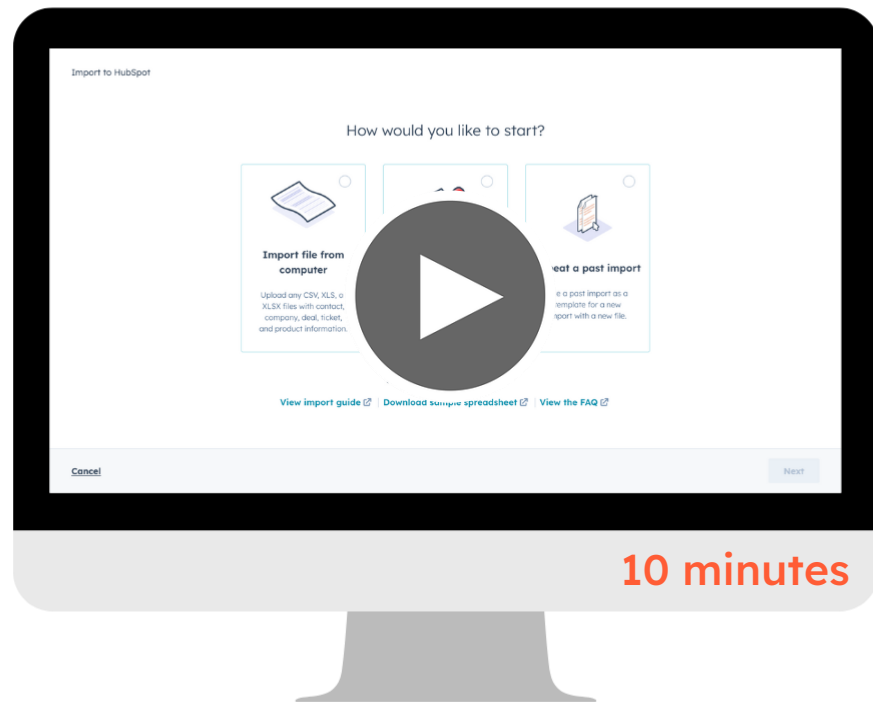 Import to HubSpot
How would you like to start?
Import file from
computer
Upload any CSV, XLS, o
XLSX files with contact,
company, deal, ticket,
and product information.
eat a past import
e a past import as a
template for a new
port with a new file.
View import guide | Download sample spreadsheet | View the FAQ
Cancel
Next
10 minutes